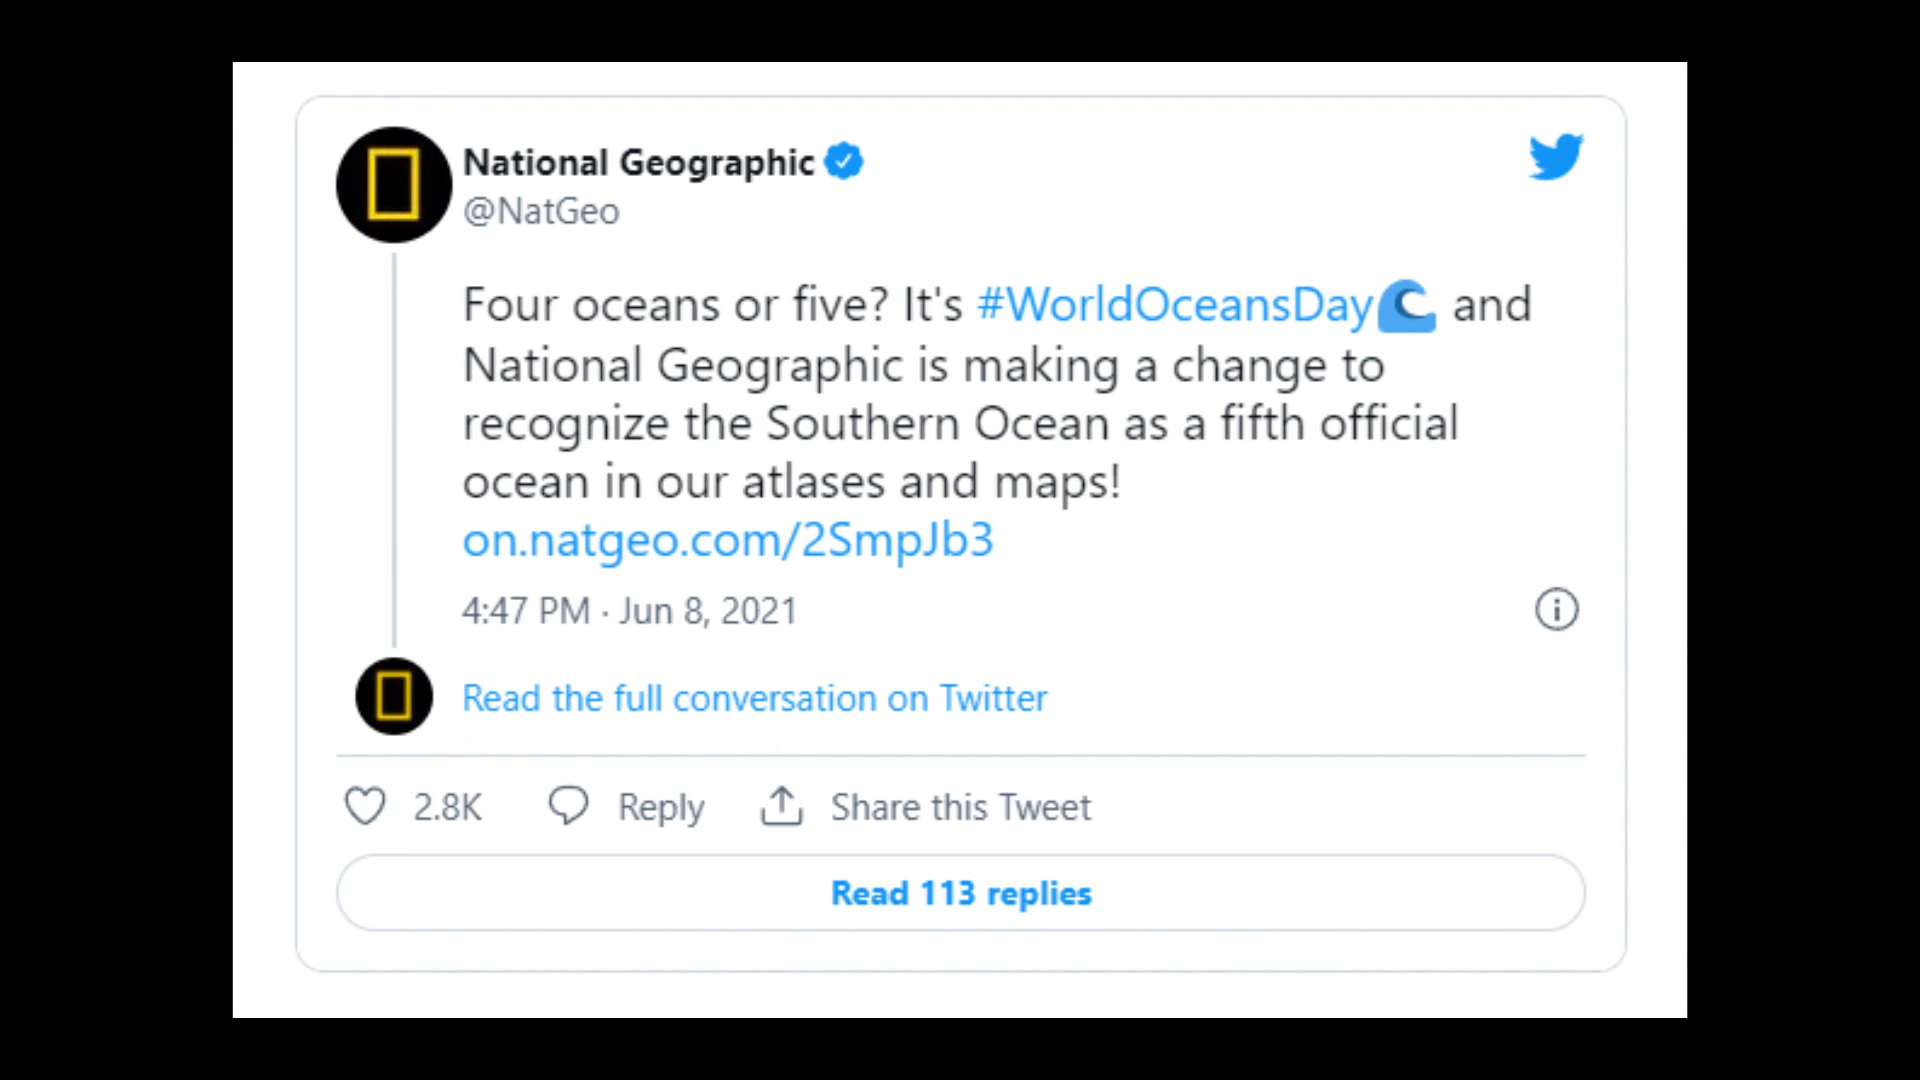 National Geographic
@NatGeo
Four oceans or five? It's #WorldOceansDay🌊 and
National Geographic is making a change to
recognize the Southern Ocean as a fifth official
ocean in our atlases and maps!
on.natgeo.com/2SmpJb3
4:47 PM · Jun 8, 2021
Read the full conversation on Twitter
2.8K Reply Share this Tweet
Read 113 replies